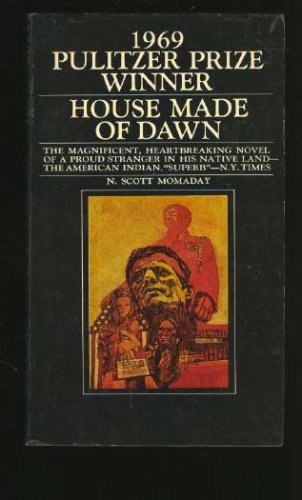 1969
PULITZER PRIZE
WINNER
HOUSE MADE
OF DAWN
THE MAGNIFICENT, HEARTBREAKING NOVEL
OF A PROUD STRANGER IN HIS NATIVE LAND—
THE AMERICAN INDIAN. "SUPERB"—N.Y. TIMES
N. SCOTT MOMADAY